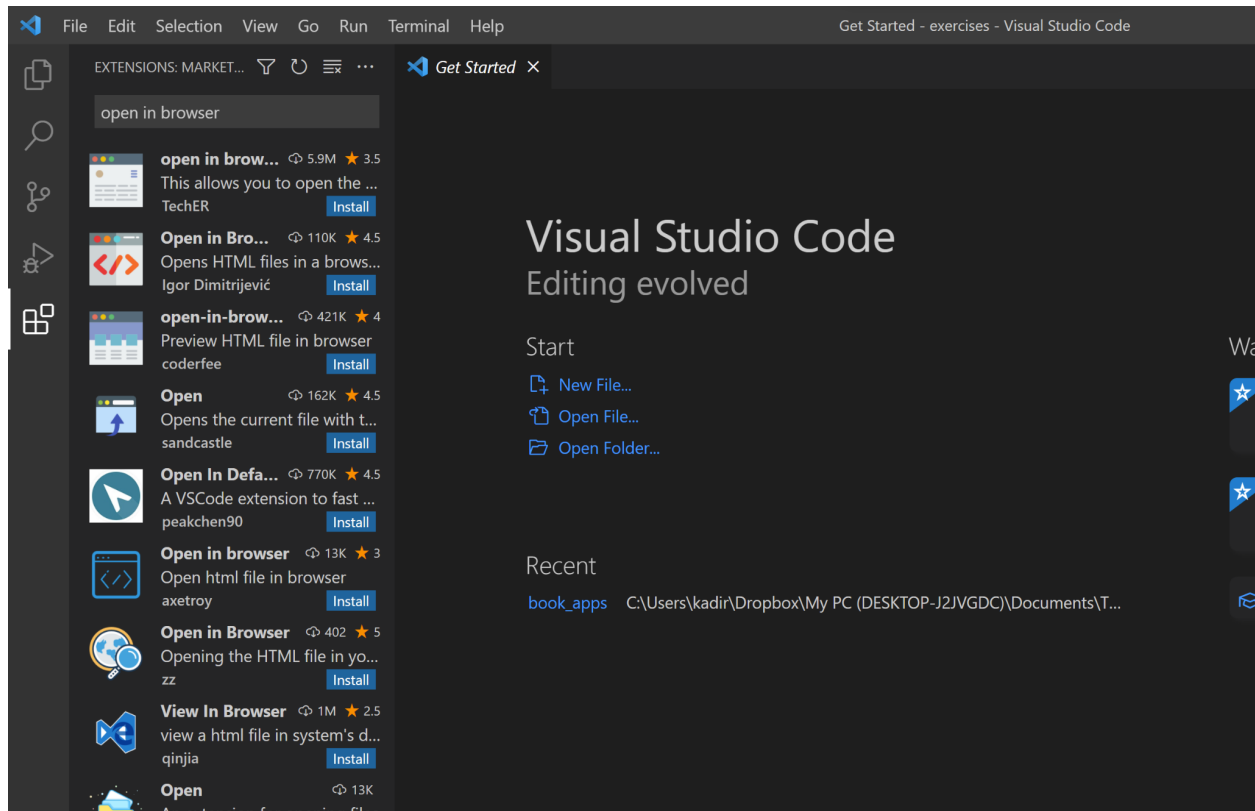 File Edit Selection View Go Run Terminal Help
Get Started - exercises - Visual Studio Code
EXTENSIONS: MARKET...
Get Started
open in browser
open in brow... 5.9M 3.5
This allows you to open the ...
TechER Install
Open in Bro... 110K 4.5
Opens HTML files in a brows...
Igor Dimitrijević Install
open-in-brow... 421K 4
Preview HTML file in browser
coderfee Install
Open 162K 4.5
Opens the current file with t...
sandcastle Install
Open In Defa... 770K 4.5
A VSCode extension to fast ...
peakchen90 Install
Open in browser 13K 3
Open html file in browser
axetroy Install
Open in Browser 402 5
Opening the HTML file in yo...
zz Install
View In Browser 1M 2.5
view a html file in system's d...
qinjia Install
Open 13K
Visual Studio Code
Editing evolved
Start
New File...
Open File...
Open Folder...
Recent
book_apps C:\Users\kadir\Dropbox\My PC (DESKTOP-J2JVGDC)\Documents\T...
Wa